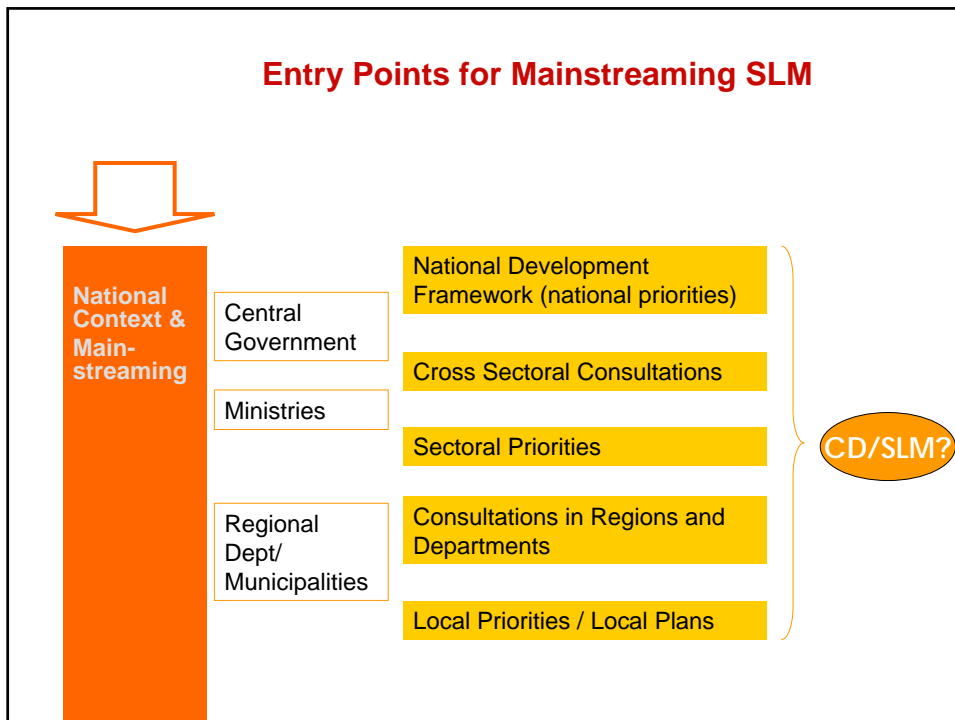 Entry Points for Mainstreaming SLM
National
Context &
Main-
streaming
Central
Government
Ministries
Regional
Dept/
Municipalities
National Development
Framework (national priorities)
Cross Sectoral Consultations
Sectoral Priorities
Consultations in Regions and
Departments
Local Priorities / Local Plans
CD/SLM?